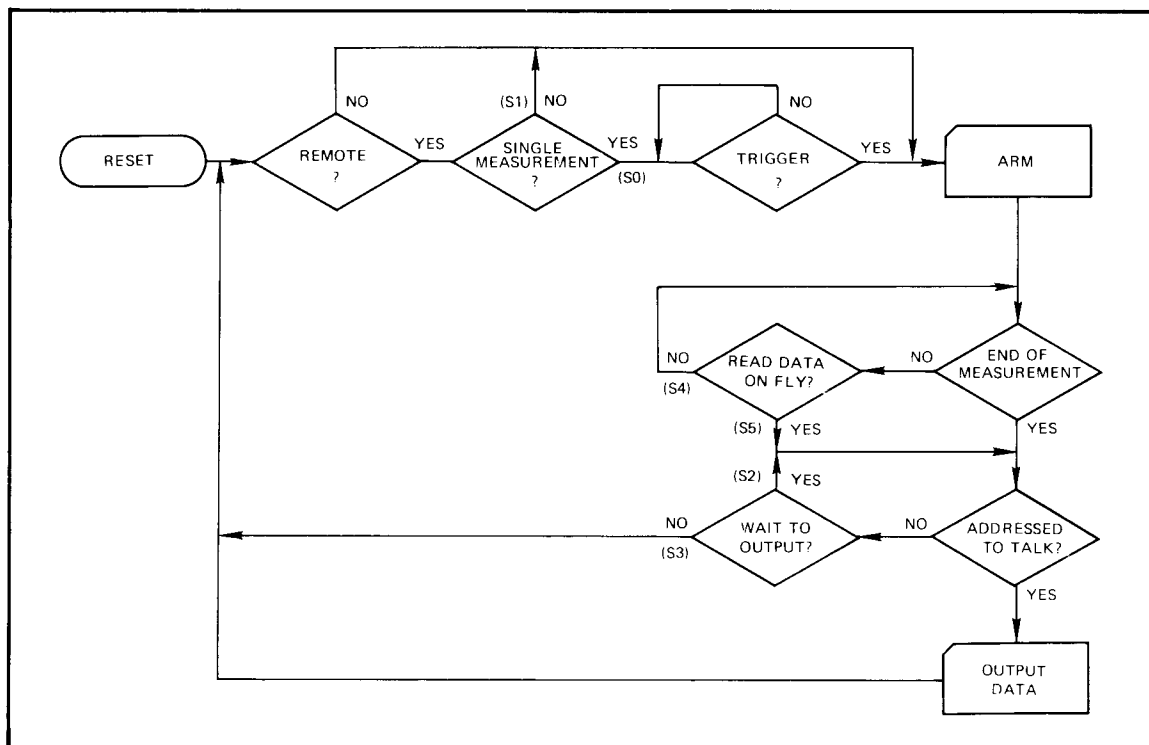 NO
(S1)
NO
NO
RESET
REMOTE
?
YES
SINGLE
MEASUREMENT
?
YES
(S0)
TRIGGER
?
YES
ARM
READ DATA
ON FLY?
NO
(S4)
NO
END OF
MEASUREMENT
(S5)
YES
YES
(S2)
YES
NO
(S3)
WAIT TO
OUTPUT?
NO
ADDRESSED
TO TALK?
YES
OUTPUT
DATA